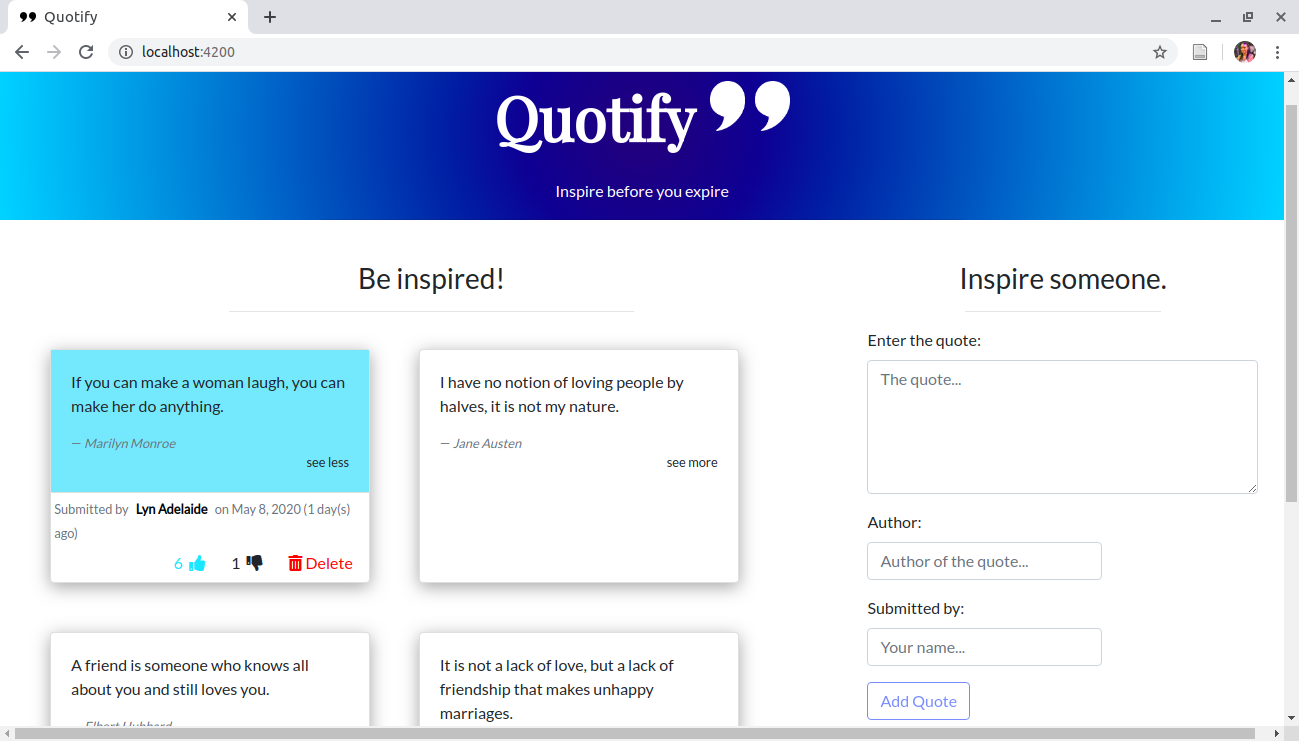 Quotify
localhost:4200
Quotify
Inspire before you expire
Be inspired!
If you can make a woman laugh, you can
make her do anything.
— Marilyn Monroe
see less
Submitted by Lyn Adelaide on May 8, 2020 (1 day(s)
ago)
6
1
Delete
I have no notion of loving people by
halves, it is not my nature.
— Jane Austen
see more
A friend is someone who knows all
about you and still loves you.
— Elbert Hubbard
It is not a lack of love, but a lack of
friendship that makes unhappy
marriages.
Inspire someone.
Enter the quote:
The quote...
Author:
Author of the quote...
Submitted by:
Your name...
Add Quote